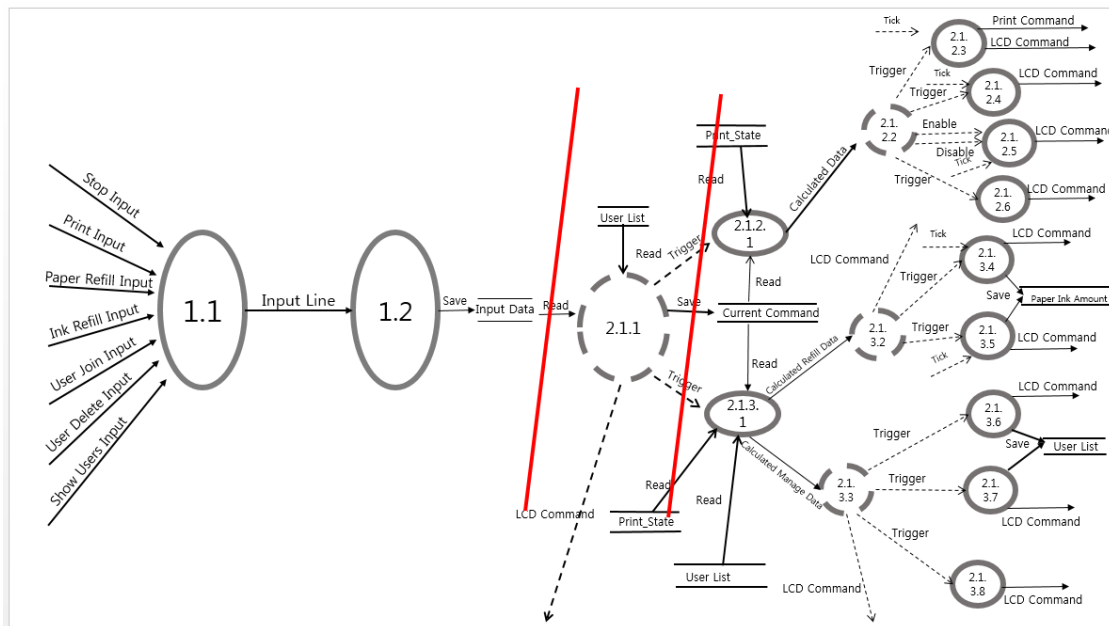 Stop Input
Print Input
Paper Refill Input
Ink Refill Input
User Join Input
User Delete Input
Show Users Input
1.1
Input Line
1.2
Save
Input Data
Read
User List
Read
2.1.1
LCD Command
Trigger
Save
Trigger
Print_State
Read
2.1.2.
1
Read
Current Command
Read
2.1.3.
1
Read
Print_State
Read
User List
Calculated Data
Calculated Refill Data
Calculated Manage Data
2.1.
2.2
Trigger
Trigger
Enable
Disable
Trigger
Tick
2.1.
2.3
Print Command
LCD Command
Tick
2.1.
2.4
LCD Command
Tick
2.1.
2.5
LCD Command
2.1.
2.6
LCD Command
2.1.
3.2
LCD Command
Trigger
Trigger
Tick
2.1.
3.4
LCD Command
Save
Paper Ink Amount
Tick
2.1.
3.5
LCD Command
2.1.
3.3
LCD Command
Trigger
Trigger
Trigger
2.1.
3.6
LCD Command
Save
User List
2.1.
3.7
LCD Command
2.1.
3.8
LCD Command